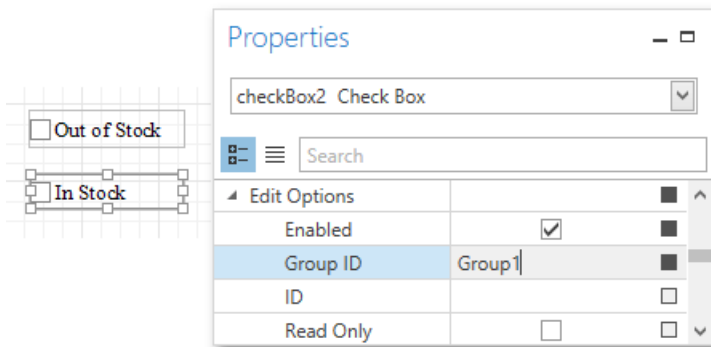 Properties
checkBox2 Check Box
Out of Stock
Search
In Stock
Edit Options
Enabled
Group ID Group1
ID
Read Only